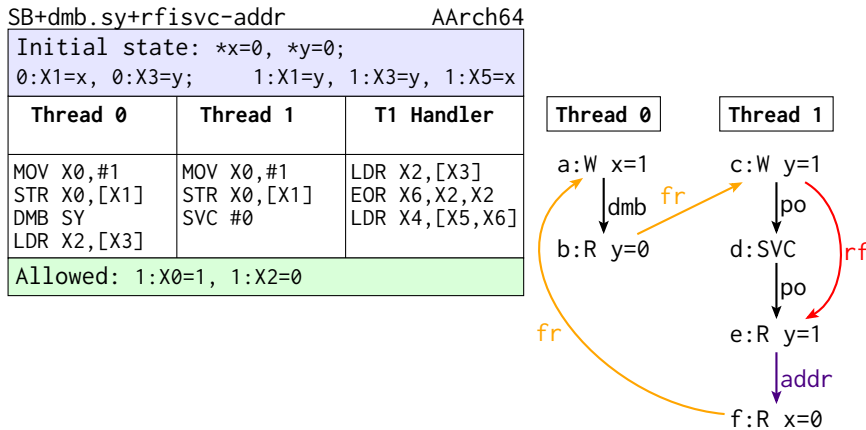 SB+dmb.sy+rfisvc-addr AArch64
Initial state: *x=0, *y=0;
0:X1=x, 0:X3=y; 1:X1=y, 1:X3=y, 1:X5=x
Thread 0 Thread 1 T1 Handler
MOV X0,#1 MOV X0,#1 LDR X2,[X3]
STR X0,[X1] STR X0,[X1] EOR X6,X2,X2
DMB SY SVC #0 LDR X4,[X5,X6]
LDR X2,[X3]
Allowed: 1:X0=1, 1:X2=0
Thread 0 Thread 1
a:W x=1 c:W y=1
dmb fr po
b:R y=0 d:SVC rf
po
fr e:R y=1
addr
f:R x=0